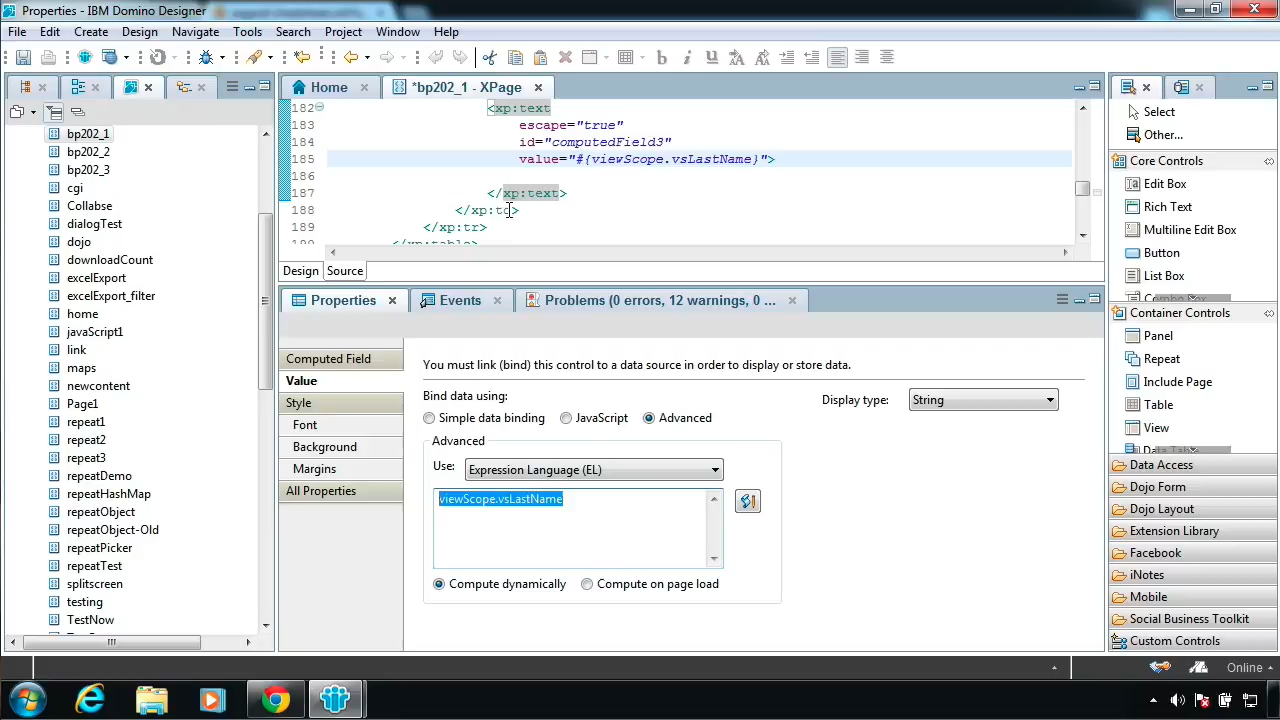 Properties - IBM Domino Designer
File Edit Create Design Navigate Tools Search Project Window Help
Home *bp202_1 - XPage
bp202_1
bp202_2
bp202_3
cgi
Collabse
dialogTest
dojo
downloadCount
excelExport
excelExport_filter
home
javaScript1
link
maps
newcontent
Page1
repeat1
repeat2
repeat3
repeatDemo
repeatHashMap
repeatObject
repeatObject-Old
repeatPicker
repeatTest
splitscreen
testing
TestNow
182 <xp:text
183 escape="true"
184 id="computedField3"
185 value="#{viewScope.vsLastName}">
186
187 </xp:text>
188 </xp:td>
189 </xp:tr>
</xp:table>
Design Source
Properties Events Problems (0 errors, 12 warnings, 0 ...
Computed Field
Value
Style
Font
Background
Margins
All Properties
You must link (bind) this control to a data source in order to display or store data.
Bind data using:
Simple data binding JavaScript Advanced
Display type: String
Advanced
Use: Expression Language (EL)
viewScope.vsLastName
Compute dynamically Compute on page load
Select
Other...
Core Controls
Edit Box
Rich Text
Multiline Edit Box
Button
List Box
Container Controls
Panel
Repeat
Include Page
Table
View
Data Access
Dojo Form
Dojo Layout
Extension Library
Facebook
iNotes
Mobile
Social Business Toolkit
Custom Controls
Online